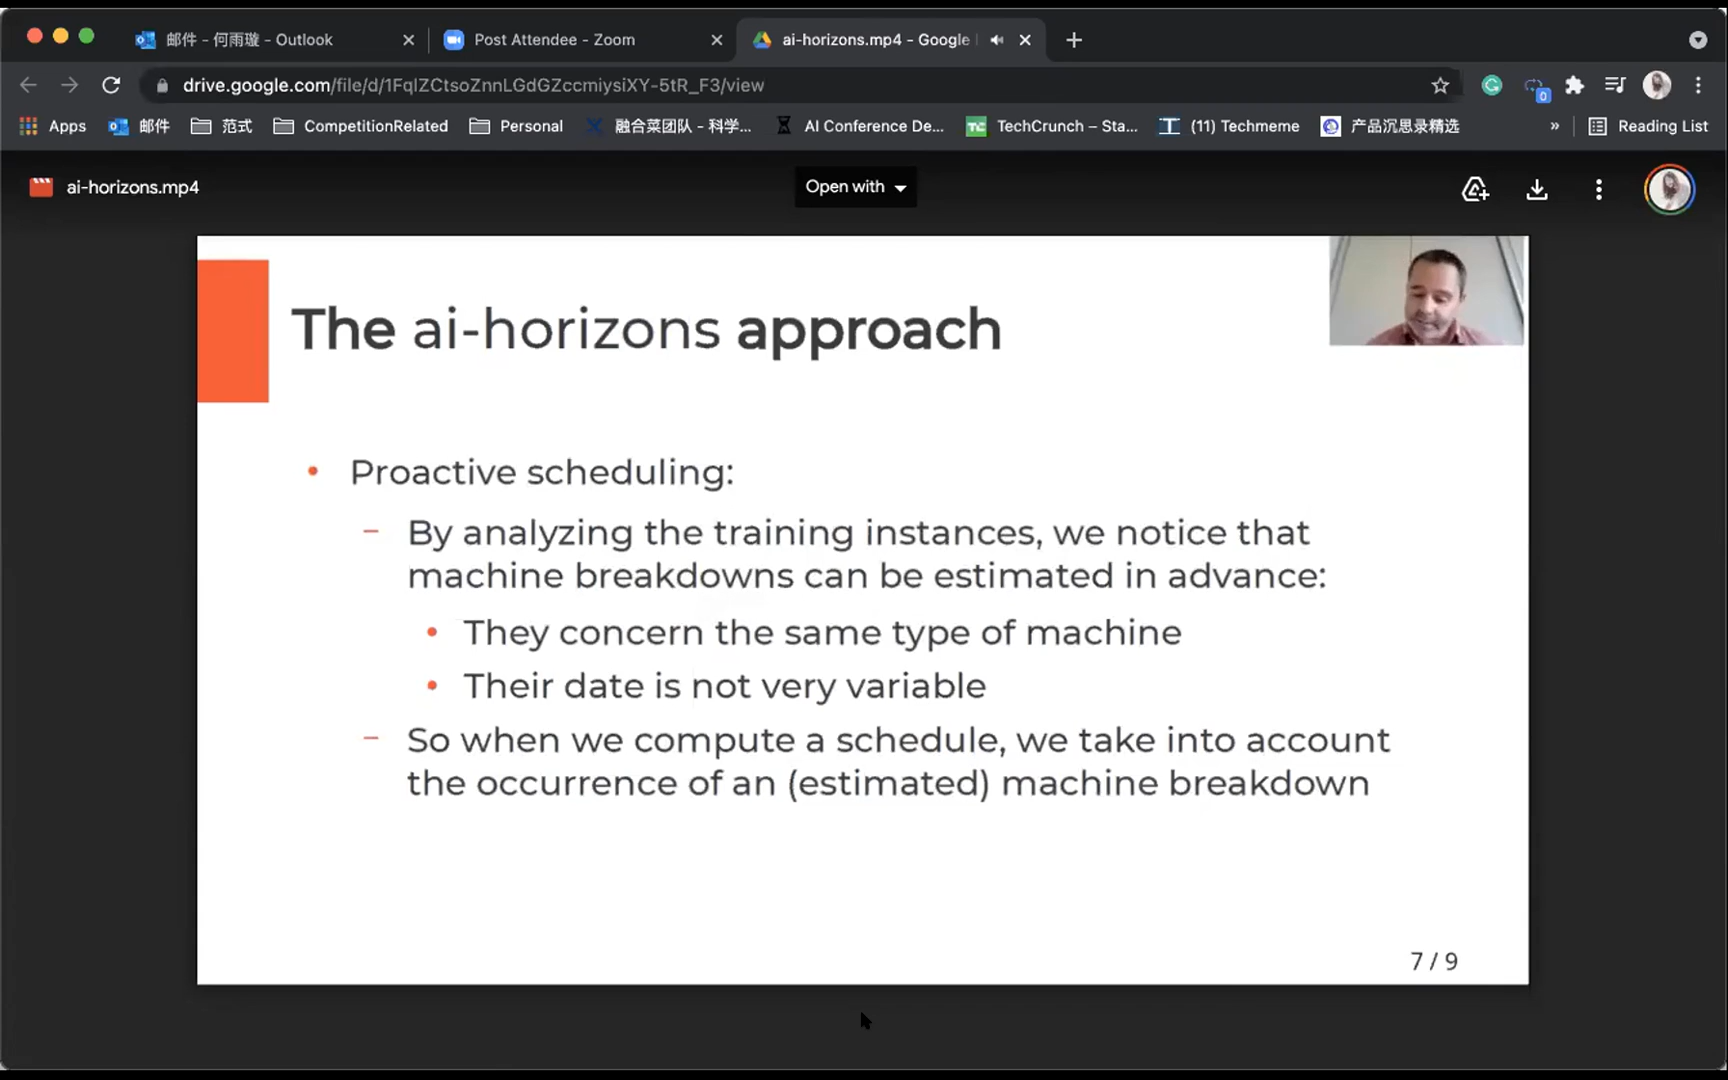 邮件 - 何雨璇 - Outlook
Post Attendee - Zoom
ai-horizons.mp4 - Google
drive.google.com/file/d/1FqlZCtsoZnnLGdGZccmiysiXY-5tR_F3/view
0
Apps
邮件
范式
CompetitionRelated
Personal
融合菜团队 - 科学...
AI Conference De...
TechCrunch – Sta...
(11) Techmeme
产品沉思录精选
»
Reading List
ai-horizons.mp4
Open with
The ai-horizons approach
• Proactive scheduling:
– By analyzing the training instances, we notice that
machine breakdowns can be estimated in advance:
• They concern the same type of machine
• Their date is not very variable
– So when we compute a schedule, we take into account
the occurrence of an (estimated) machine breakdown
7 / 9